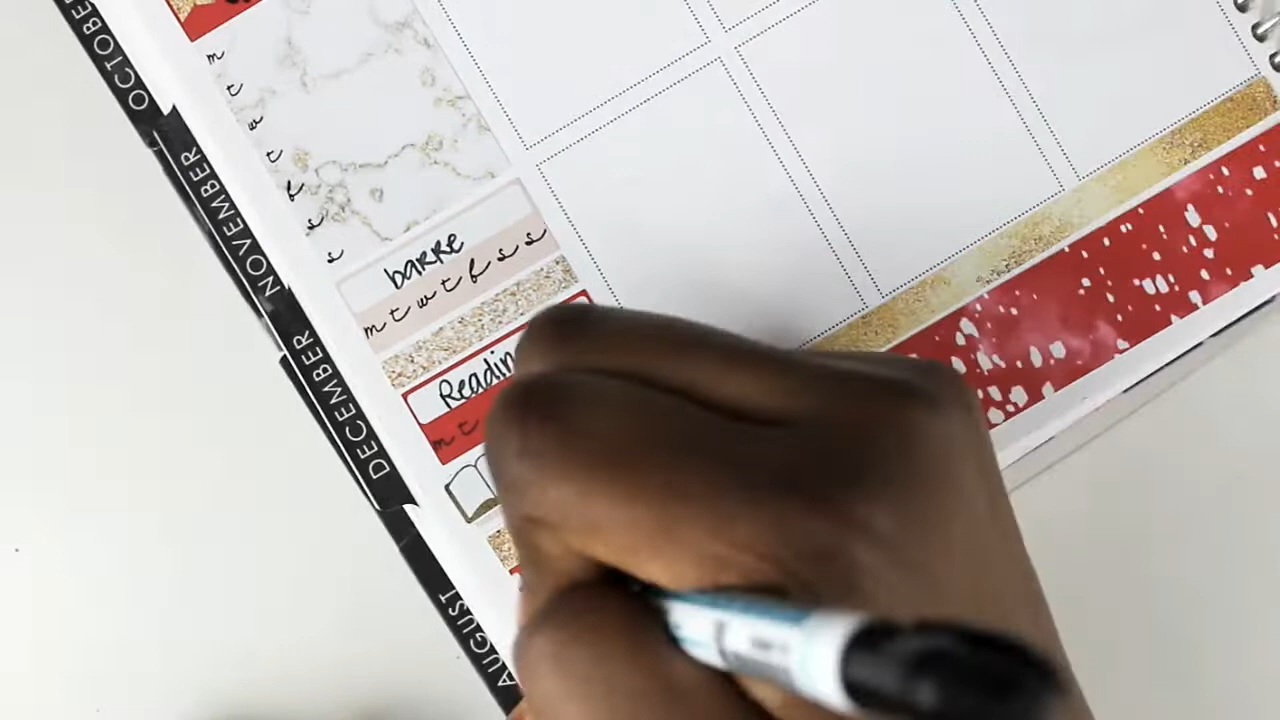 OCTOBER
NOVEMBER
DECEMBER
AUGUST
m
t
w
t
f
s
s
barre
m t w t f s s
Readin
m t